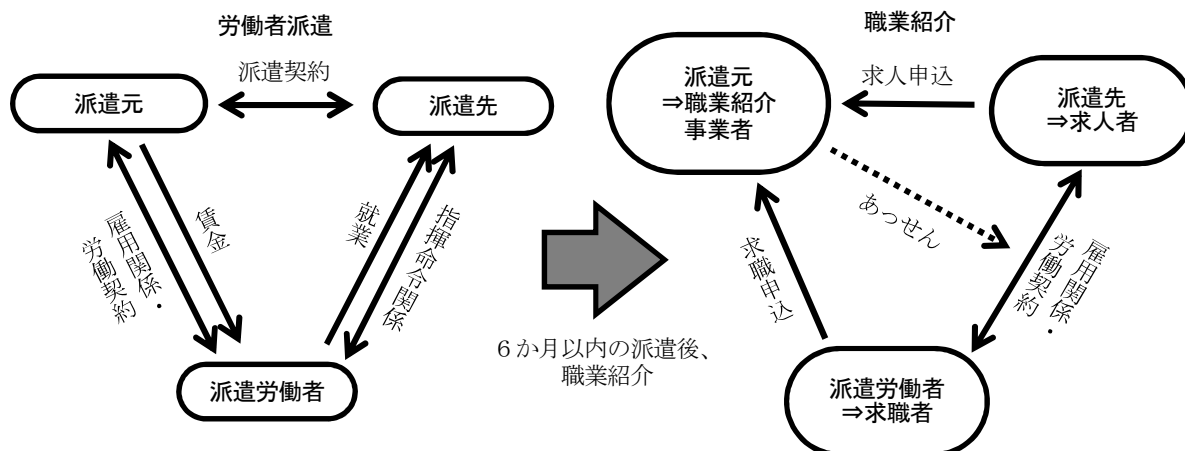 労働者派遣
派遣契約
派遣元
派遣先
雇用関係・
労働契約
賃金
就業
指揮命令関係
派遣労働者
６か月以内の派遣後、
職業紹介
職業紹介
派遣元
⇒職業紹介
事業者
求人申込
派遣先
⇒求人者
あっせん
求職申込
雇用関係・
労働契約
派遣労働者
⇒求職者